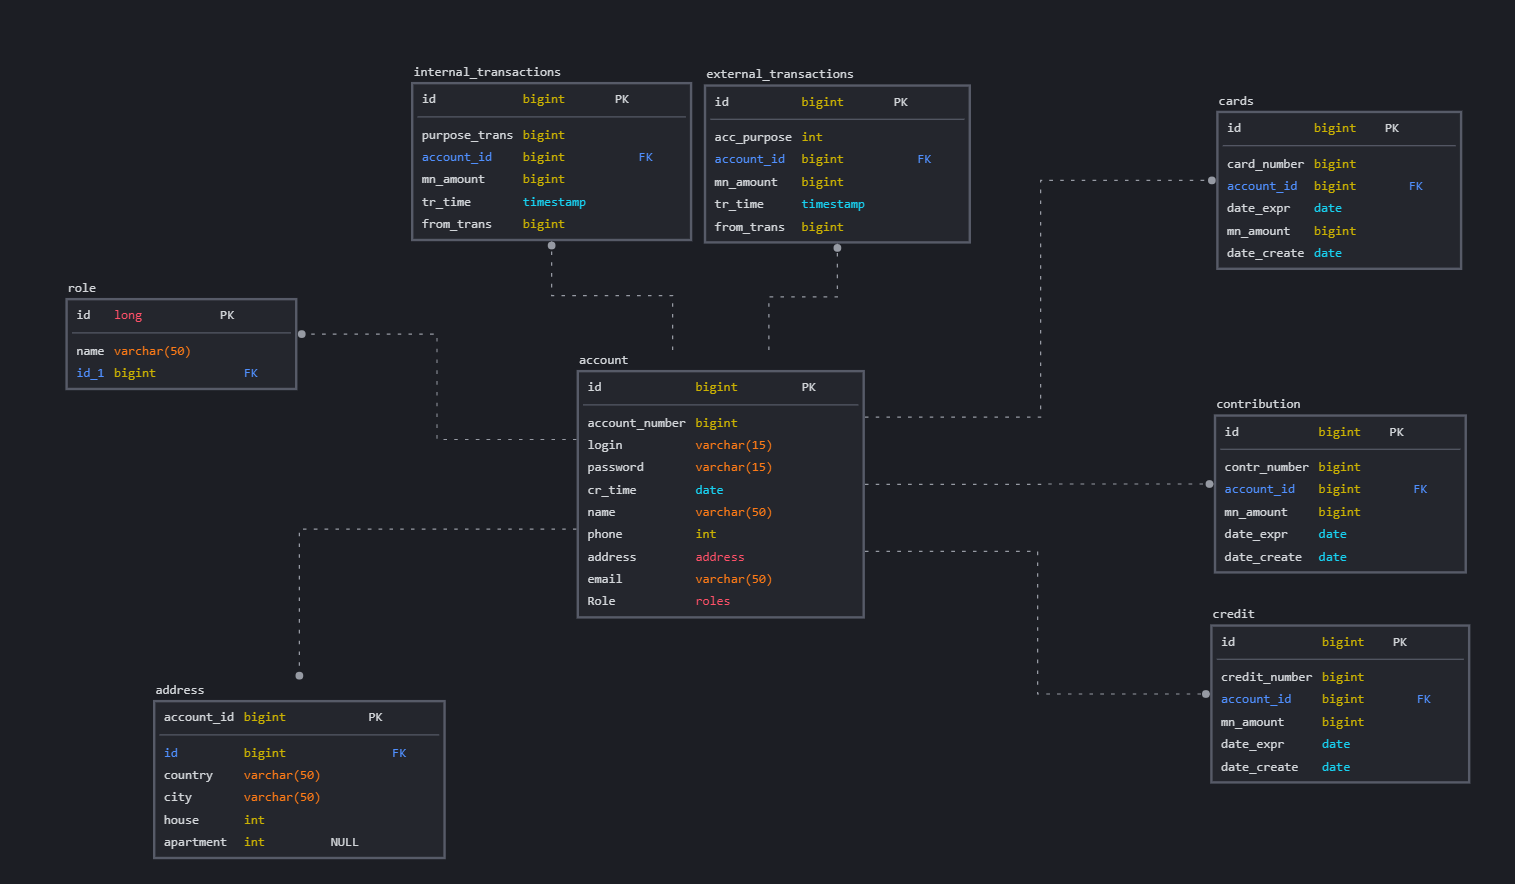 internal_transactions
id bigint PK
purpose_trans bigint
account_id bigint FK
mn_amount bigint
tr_time timestamp
from_trans bigint
external_transactions
id bigint PK
acc_purpose int
account_id bigint FK
mn_amount bigint
tr_time timestamp
from_trans bigint
cards
id bigint PK
card_number bigint
account_id bigint FK
date_expr date
mn_amount bigint
date_create date
role
id long PK
name varchar(50)
id_1 bigint FK
account
id bigint PK
account_number bigint
login varchar(15)
password varchar(15)
cr_time date
name varchar(50)
phone int
address address
email varchar(50)
Role roles
contribution
id bigint PK
contr_number bigint
account_id bigint FK
mn_amount bigint
date_expr date
date_create date
credit
id bigint PK
credit_number bigint
account_id bigint FK
mn_amount bigint
date_expr date
date_create date
address
account_id bigint PK
id bigint FK
country varchar(50)
city varchar(50)
house int
apartment int NULL